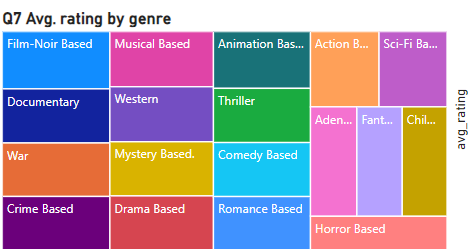 Q7 Avg. rating by genre
Film-Noir Based
Musical Based
Animation Bas...
Action B...
Sci-Fi Ba...
Documentary
Western
Thriller
Aden...
Fant...
Chil...
War
Mystery Based.
Comedy Based
Crime Based
Drama Based
Romance Based
Horror Based
avg_rating